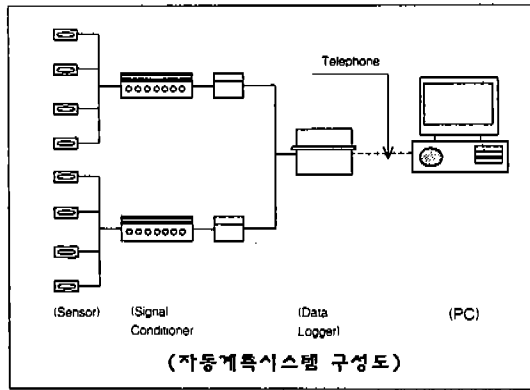 Telephone
(Sensor)
(Signal
Conditioner
(Data
Logger)
(PC)
(자동계측시스템 구성도)